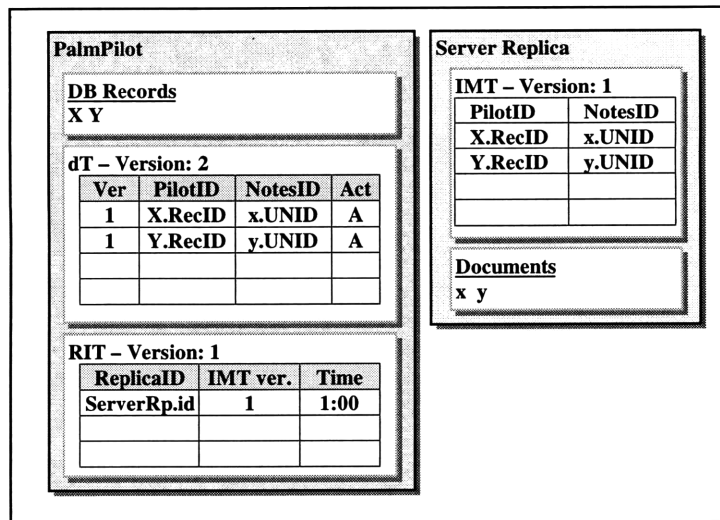 PalmPilot
DB Records
X Y
dT – Version: 2
Ver PilotID NotesID Act
1 X.RecID x.UNID A
1 Y.RecID y.UNID A
RIT – Version: 1
ReplicaID IMT ver. Time
ServerRp.id 1 1:00
Server Replica
IMT – Version: 1
PilotID NotesID
X.RecID x.UNID
Y.RecID y.UNID
Documents
x y